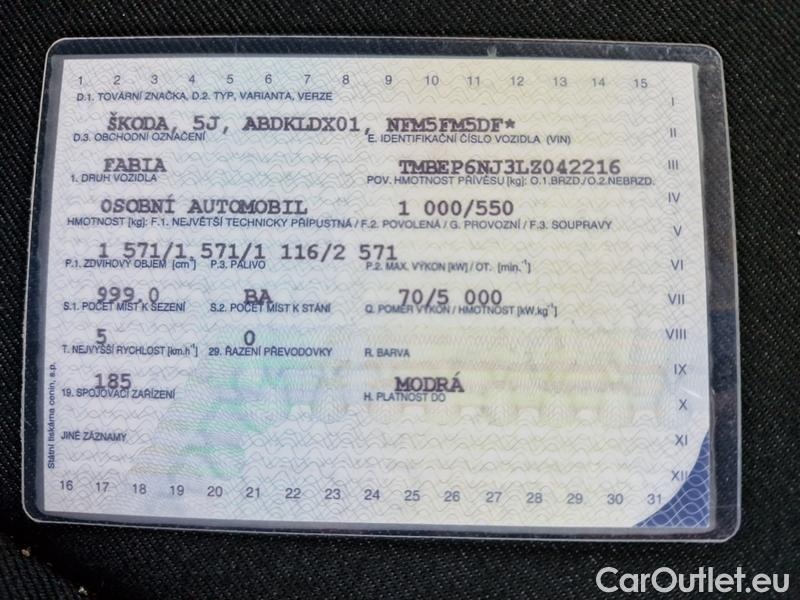 1 2 3 4 5 6 7 8 9 10 11 12 13 14 15
D.1. TOVÁRNÍ ZNAČKA, D.2. TYP, VARIANTA, VERZE
I
ŠKODA, 5J, ABDKLDX01, NFM5FM5DF*
D.3. OBCHODNÍ OZNAČENÍ E. IDENTIFIKAČNÍ ČÍSLO VOZIDLA (VIN)
II
FABIA TMBEP6NJ3LZ042216
III
1. DRUH VOZIDLA POV. HMOTNOST PŘÍVĚSU [kg]: O.1.BRZD./O.2.NEBRZD.
OSOBNÍ AUTOMOBIL 1 000/550
IV
HMOTNOST [kg]: F.1. NEJVĚTŠÍ TECHNICKY PŘÍPUSTNÁ / F.2. POVOLENÁ / G. PROVOZNÍ / F.3. SOUPRAVY
V
1 571/1 571/1 116/2 571
P.1. ZDVIHOVÝ OBJEM [cm³] P.3. PALIVO P.2. MAX. VÝKON [kW] / OT. [min.⁻¹]
VI
999.0 BA 70/5 000
VII
S.1. POČET MÍST K SEZENÍ S.2. POČET MÍST K STÁNÍ Q. POMĚR VÝKON / HMOTNOST [kW.kg⁻¹]
5 0
VIII
T. NEJVYŠŠÍ RYCHLOST [km.h⁻¹] 29. ŘAZENÍ PŘEVODOVKY R. BARVA
IX
185 MODRÁ
19. SPOJOVACÍ ZAŘÍZENÍ H. PLATNOST DO
X
JINÉ ZÁZNAMY
XI
XII
16 17 18 19 20 21 22 23 24 25 26 27 28 29 30 31
Státní tiskárna cenin, s.p.
CarOutlet.eu